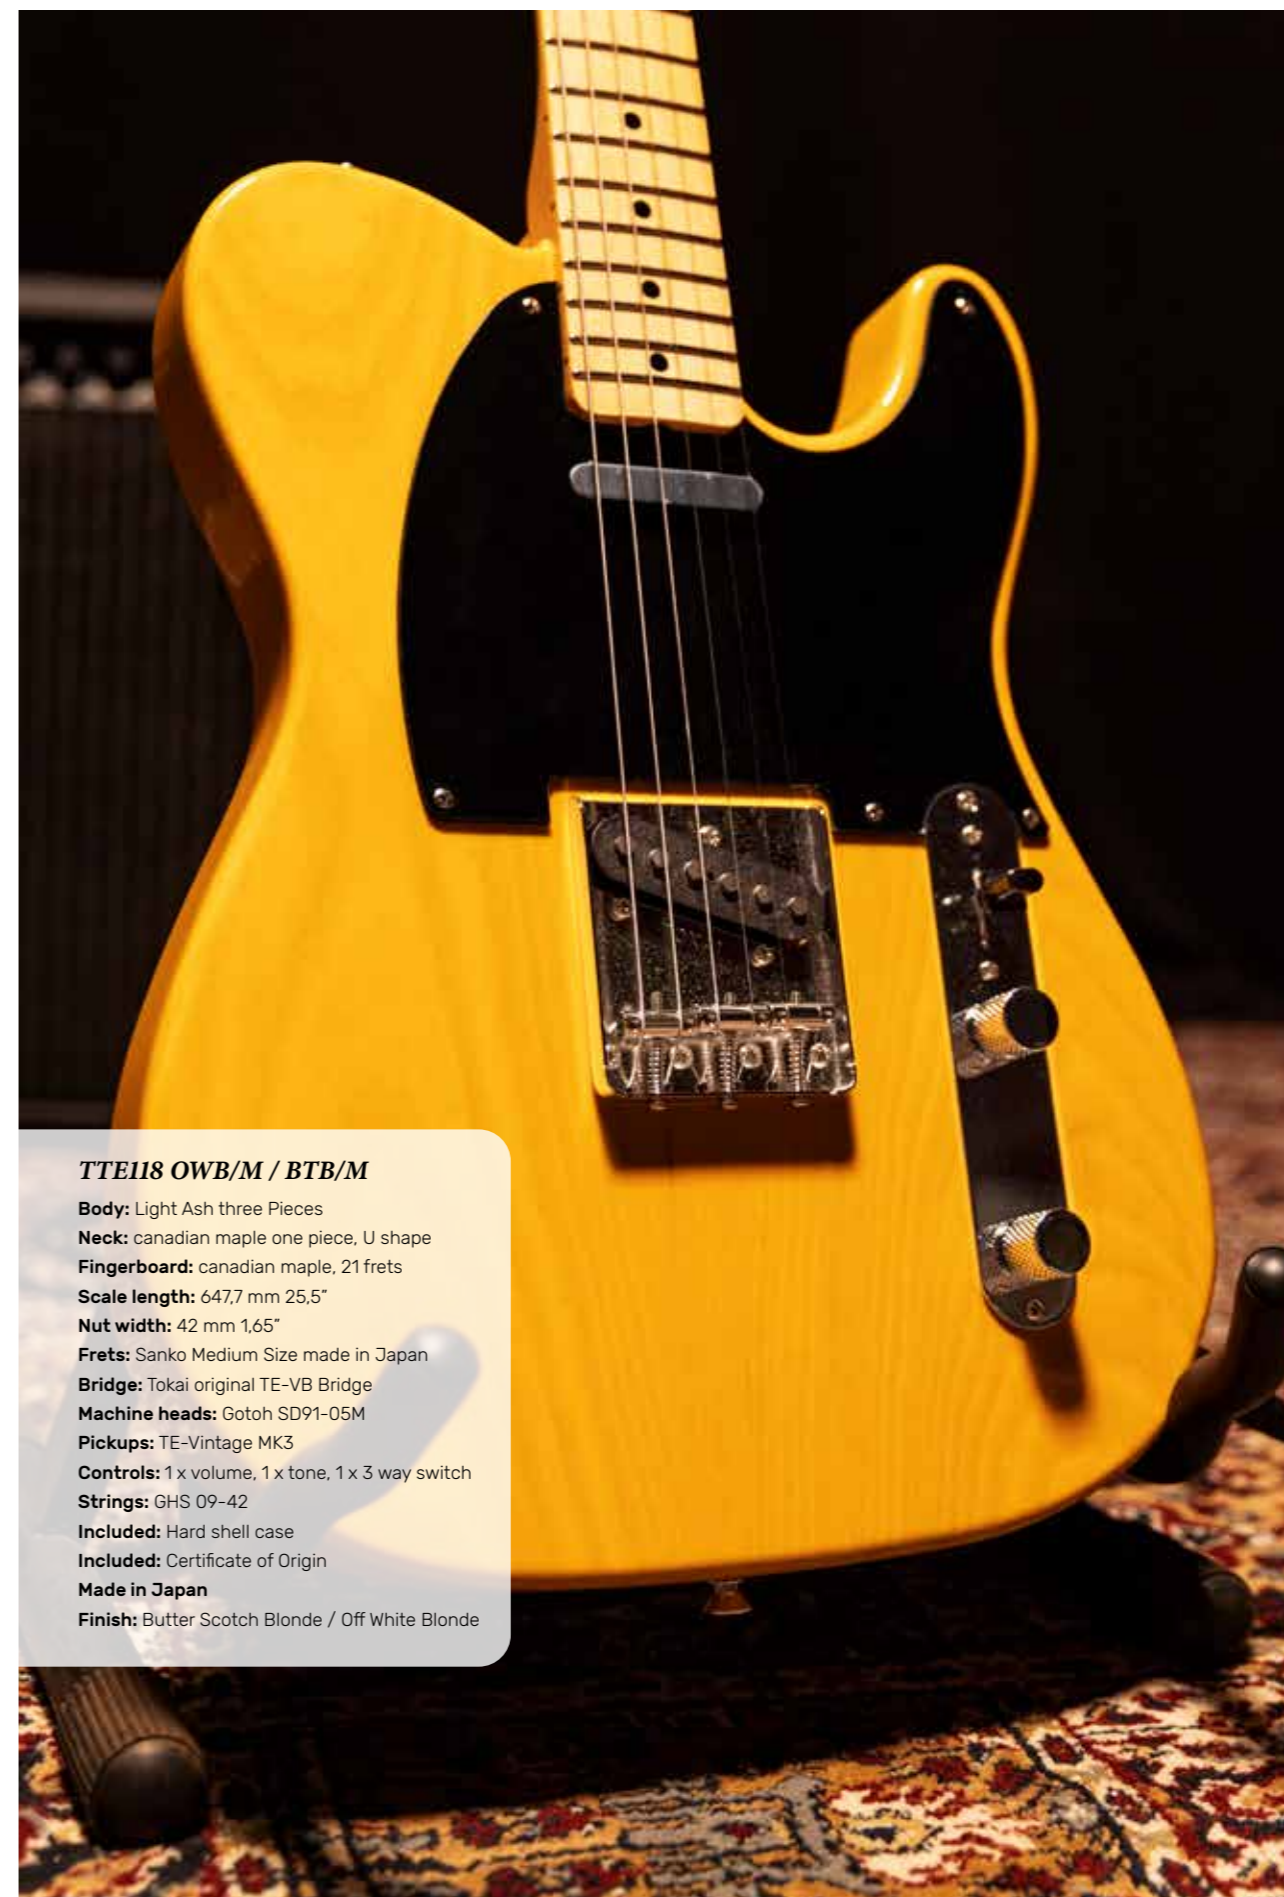 TTE118 OWB/M / BTB/M
Body: Light Ash three Pieces
Neck: canadian maple one piece, U shape
Fingerboard: canadian maple, 21 frets
Scale length: 647,7 mm 25,5”
Nut width: 42 mm 1,65”
Frets: Sanko Medium Size made in Japan
Bridge: Tokai original TE-VB Bridge
Machine heads: Gotoh SD91-05M
Pickups: TE-Vintage MK3
Controls: 1 x volume, 1 x tone, 1 x 3 way switch
Strings: GHS 09-42
Included: Hard shell case
Included: Certificate of Origin
Made in Japan
Finish: Butter Scotch Blonde / Off White Blonde